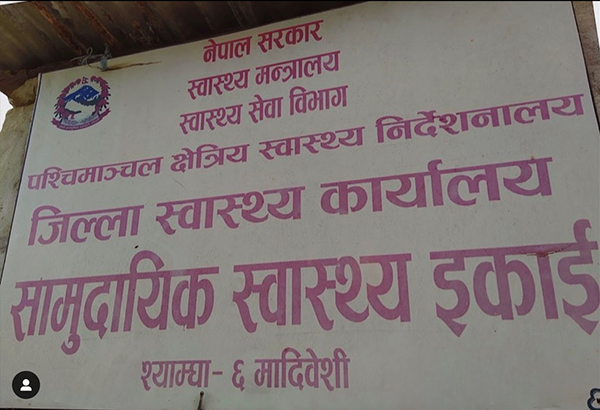 नेपाल सरकार
स्वास्थ्य मन्त्रालय
स्वास्थ्य सेवा विभाग
पश्चिमाञ्चल क्षेत्रिय स्वास्थ्य निर्देशनालय
जिल्ला स्वास्थ्य कार्यालय
सामुदायिक स्वास्थ्य इकाई
श्याम्घा- ६ मादिवेशी